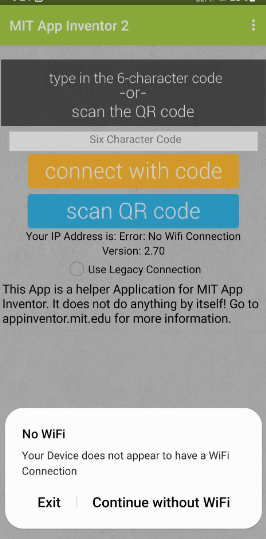 MIT App Inventor 2
type in the 6-character code
-or-
scan the QR code
Six Character Code
connect with code
scan QR code
Your IP Address is: Error: No Wifi Connection
Version: 2.70
Use Legacy Connection
This App is a helper Application for MIT App
Inventor. It does not do anything by itself! Go to
appinventor.mit.edu for more information.
No WiFi
Your Device does not appear to have a WiFi
Connection
Exit
Continue without WiFi